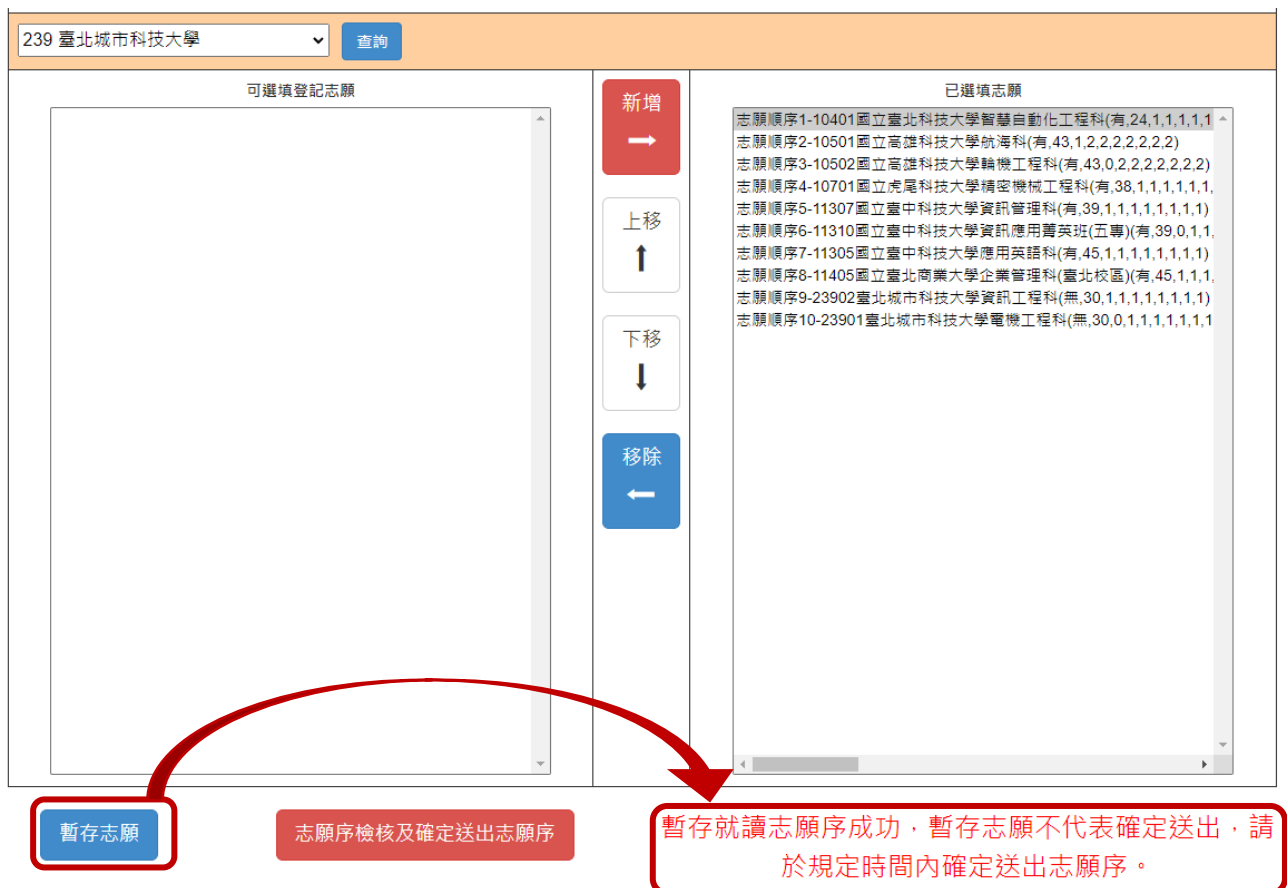 239 臺北城市科技大學
查詢
可選填登記志願
新增
上移
下移
移除
已選填志願
志願順序1-10401國立臺北科技大學智慧自動化工程科(有,24,1,1,1,1,1
志願順序2-10501國立高雄科技大學航海科(有,43,1,2,2,2,2,2,2,2)
志願順序3-10502國立高雄科技大學輪機工程科(有,43,0,2,2,2,2,2,2,2)
志願順序4-10701國立虎尾科技大學精密機械工程科(有,38,1,1,1,1,1,1,
志願順序5-11307國立臺中科技大學資訊管理科(有,39,1,1,1,1,1,1,1,1)
志願順序6-11310國立臺中科技大學資訊應用菁英班(五專)(有,39,0,1,1,
志願順序7-11305國立臺中科技大學應用英語科(有,45,1,1,1,1,1,1,1,1)
志願順序8-11405國立臺北商業大學企業管理科(臺北校區)(有,45,1,1,1,
志願順序9-23902臺北城市科技大學資訊工程科(無,30,1,1,1,1,1,1,1,1)
志願順序10-23901臺北城市科技大學電機工程科(無,30,0,1,1,1,1,1,1,1
暫存志願
志願序檢核及確定送出志願序
暫存就讀志願序成功，暫存志願不代表確定送出，請
於規定時間內確定送出志願序。